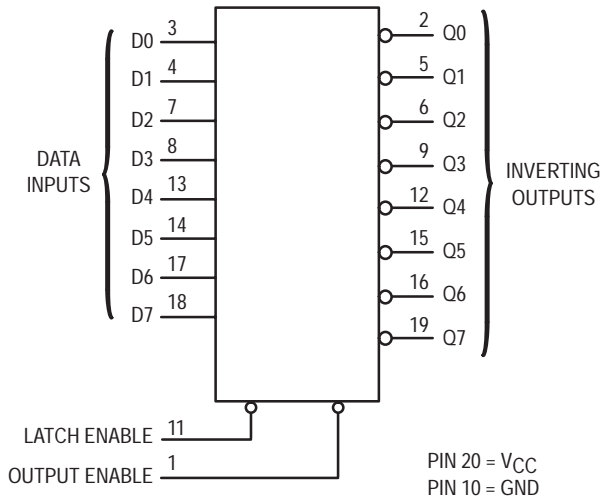 D0 3
D1 4
D2 7
D3 8
D4 13
D5 14
D6 17
D7 18
DATA
INPUTS
2 Q0
5 Q1
6 Q2
9 Q3
12 Q4
15 Q5
16 Q6
19 Q7
INVERTING
OUTPUTS
LATCH ENABLE 11
OUTPUT ENABLE 1
PIN 20 = VCC
PIN 10 = GND